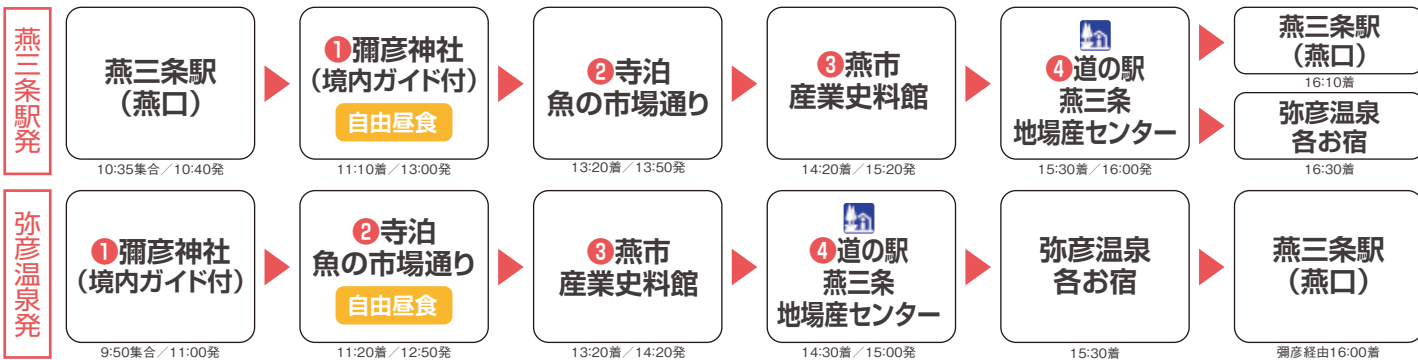 燕三条駅発
燕三条駅
(燕口)
10:35集合／10:40発
❶彌彦神社
(境内ガイド付)
自由昼食
11:10着／13:00発
❷寺泊
魚の市場通り
13:20着／13:50発
❸燕市
産業史料館
14:20着／15:20発
❹道の駅
燕三条
地場産センター
15:30着／16:00発
燕三条駅
(燕口)
16:10着
弥彦温泉
各お宿
16:30着
弥彦温泉発
❶彌彦神社
(境内ガイド付)
9:50集合／11:00発
❷寺泊
魚の市場通り
自由昼食
11:20着／12:50発
❸燕市
産業史料館
13:20着／14:20発
❹道の駅
燕三条
地場産センター
14:30着／15:00発
弥彦温泉
各お宿
15:30着
燕三条駅
(燕口)
彌彦経由16:00着